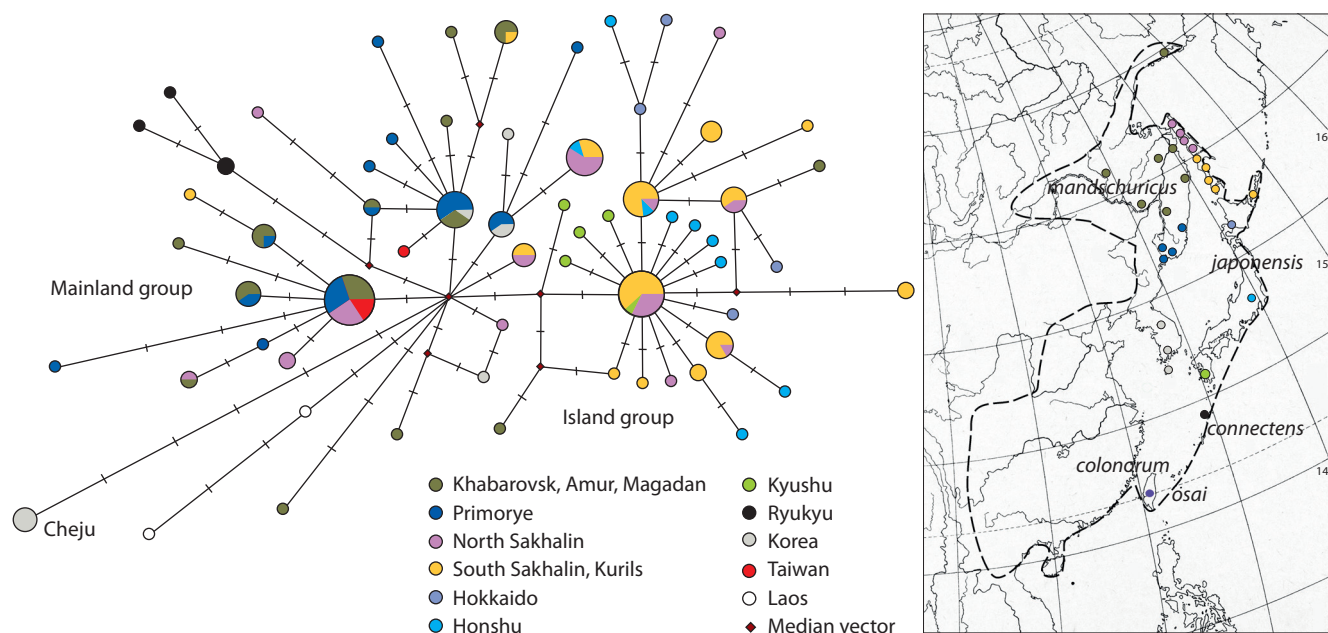 Mainland group
Island group
Cheju
Khabarovsk, Amur, Magadan
Primorye
North Sakhalin
South Sakhalin, Kurils
Hokkaido
Honshu
Kyushu
Ryukyu
Korea
Taiwan
Laos
Median vector
16
mandschuricus
japonensis
15
connectens
14
colonorum
osai